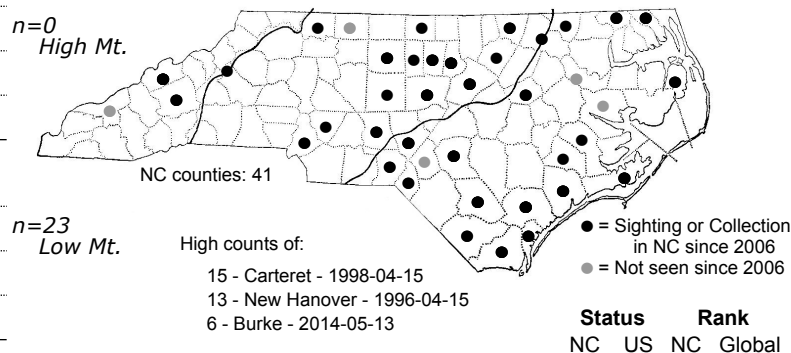 n=0
High Mt.
NC counties: 41
n=23
Low Mt.
High counts of:
15 - Carteret - 1998-04-15
13 - New Hanover - 1996-04-15
6 - Burke - 2014-05-13
= Sighting or Collection
in NC since 2006
= Not seen since 2006
Status Rank
NC US NC Global